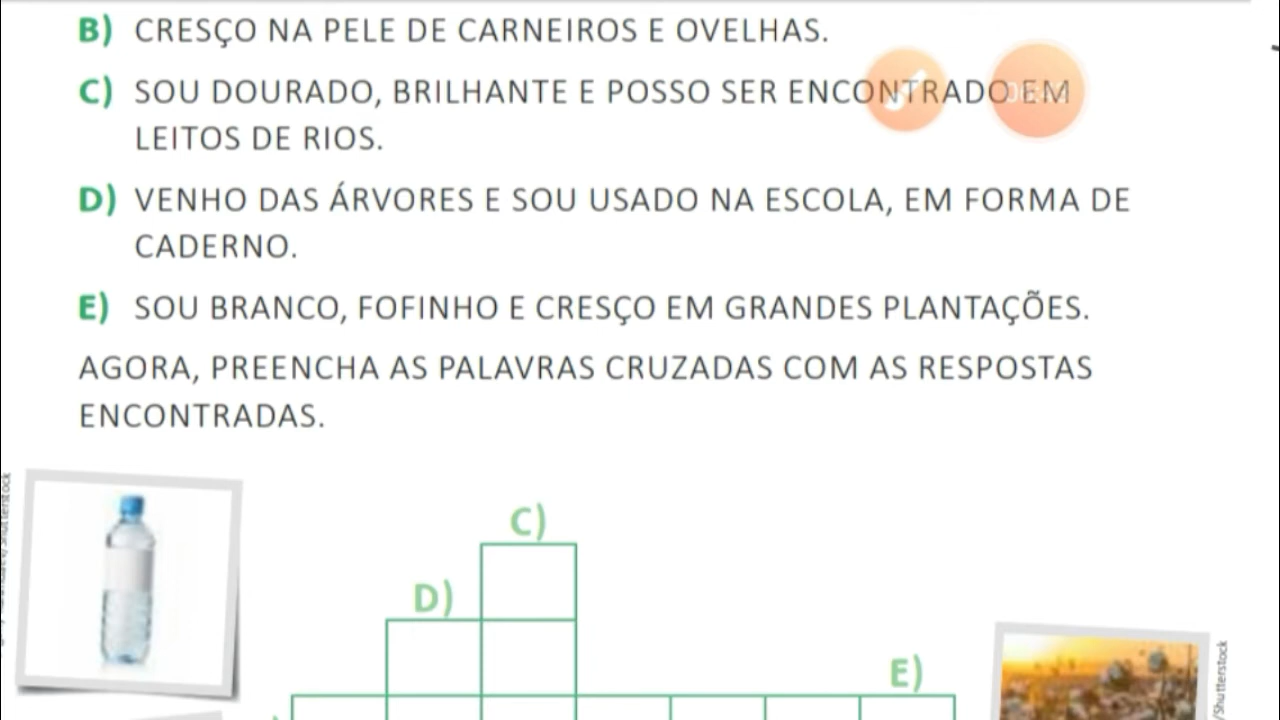 B) CRESÇO NA PELE DE CARNEIROS E OVELHAS.
C) SOU DOURADO, BRILHANTE E POSSO SER ENCONTRADO EM
LEITOS DE RIOS.
D) VENHO DAS ÁRVORES E SOU USADO NA ESCOLA, EM FORMA DE
CADERNO.
E) SOU BRANCO, FOFINHO E CRESÇO EM GRANDES PLANTAÇÕES.
AGORA, PREENCHA AS PALAVRAS CRUZADAS COM AS RESPOSTAS
ENCONTRADAS.
C)
D)
E)
/Shutterstock